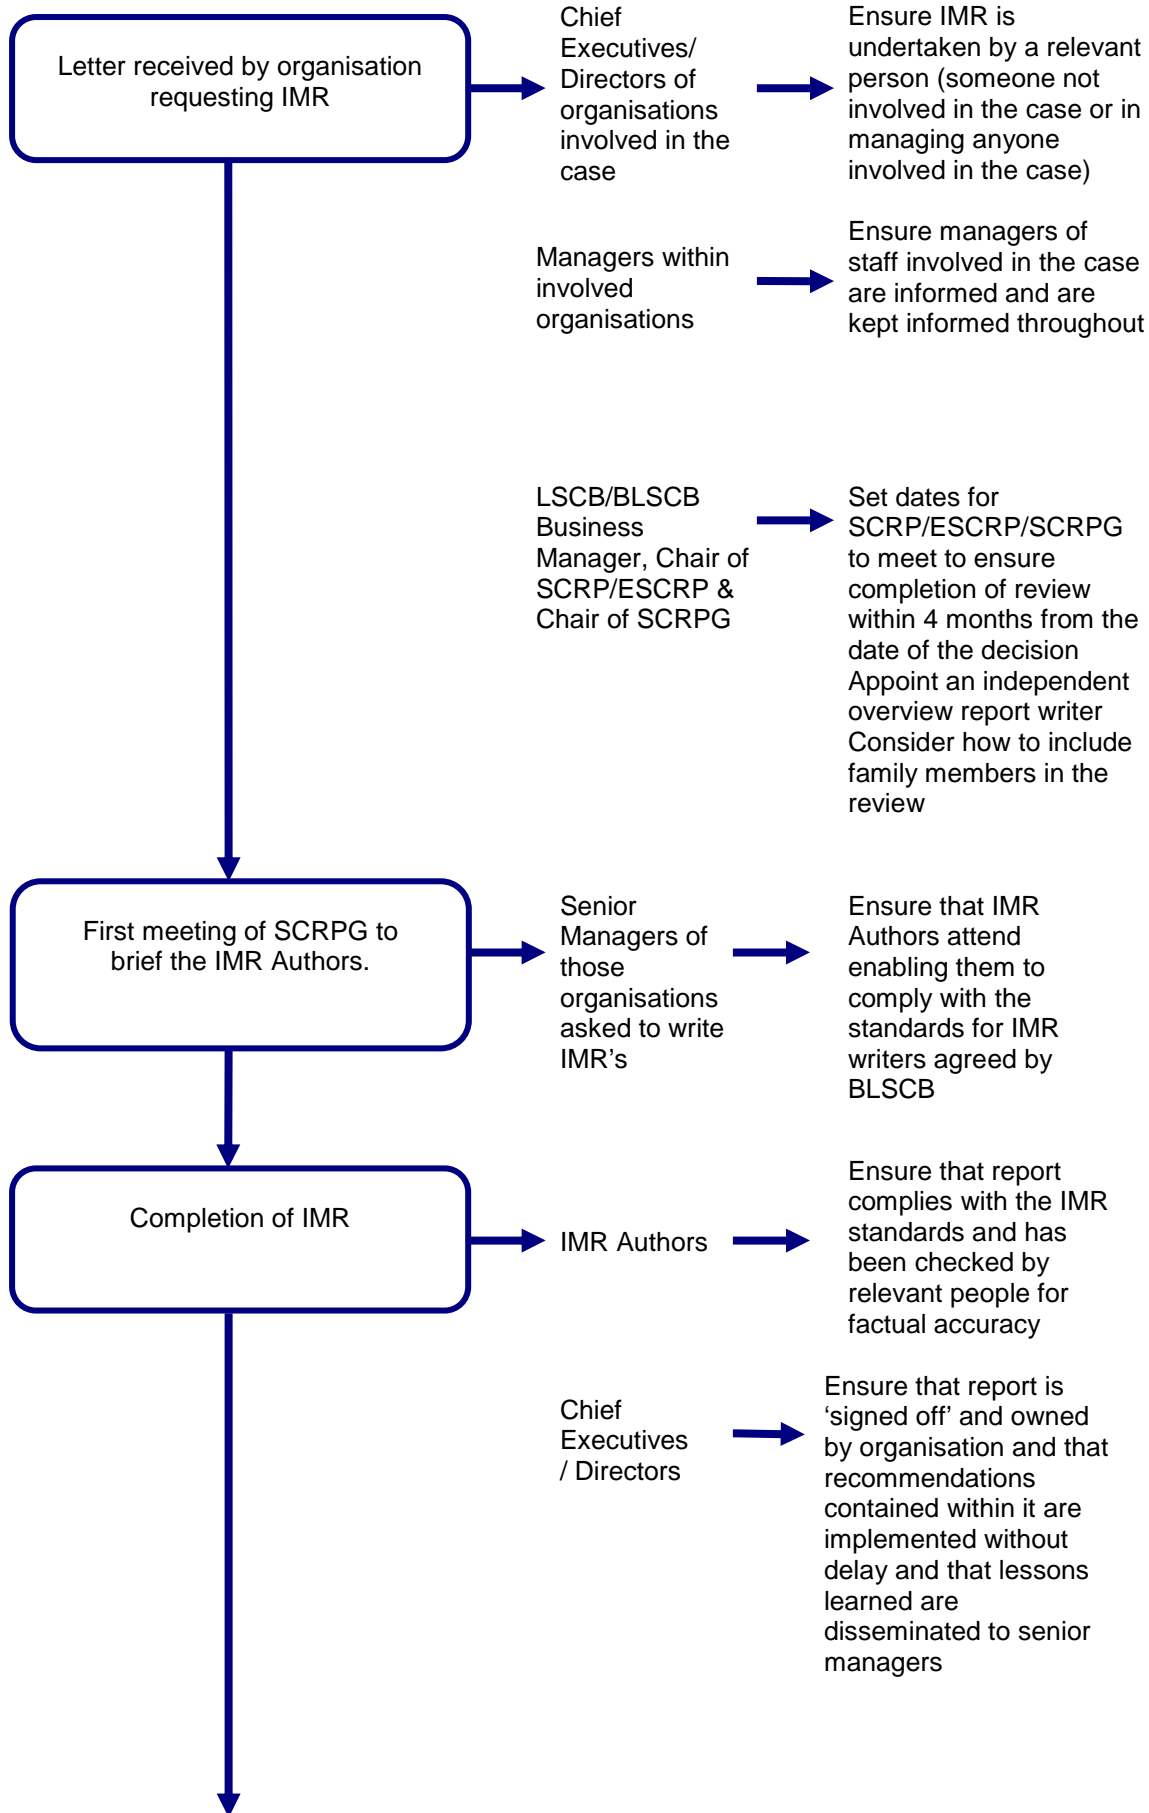 Letter received by organisation
requesting IMR
Chief
Executives/
Directors of
organisations
involved in the
case
Ensure IMR is
undertaken by a relevant
person (someone not
involved in the case or in
managing anyone
involved in the case)
Managers within
involved
organisations
Ensure managers of
staff involved in the case
are informed and are
kept informed throughout
LSCB/BLSCB
Business
Manager, Chair of
SCRP/ESCRP &
Chair of SCRPG
Set dates for
SCRP/ESCRP/SCRPG
to meet to ensure
completion of review
within 4 months from the
date of the decision
Appoint an independent
overview report writer
Consider how to include
family members in the
review
First meeting of SCRPG to
brief the IMR Authors.
Senior
Managers of
those
organisations
asked to write
IMR's
Ensure that IMR
Authors attend
enabling them to
comply with the
standards for IMR
writers agreed by
BLSCB
Completion of IMR
IMR Authors
Ensure that report
complies with the IMR
standards and has
been checked by
relevant people for
factual accuracy
Chief
Executives
/ Directors
Ensure that report is
‘signed off’ and owned
by organisation and that
recommendations
contained within it are
implemented without
delay and that lessons
learned are
disseminated to senior
managers